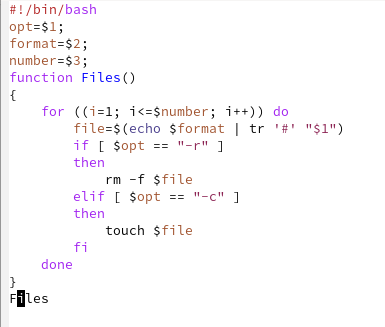 #!/bin/bash
opt=$1;
format=$2;
number=$3;
function Files()
{
    for ((i=1; i<=$number; i++)) do
        file=$(echo $format | tr '#' "$1")
        if [ $opt == "-r" ]
        then
            rm -f $file
        elif [ $opt == "-c" ]
        then
            touch $file
        fi
    done
}
Files